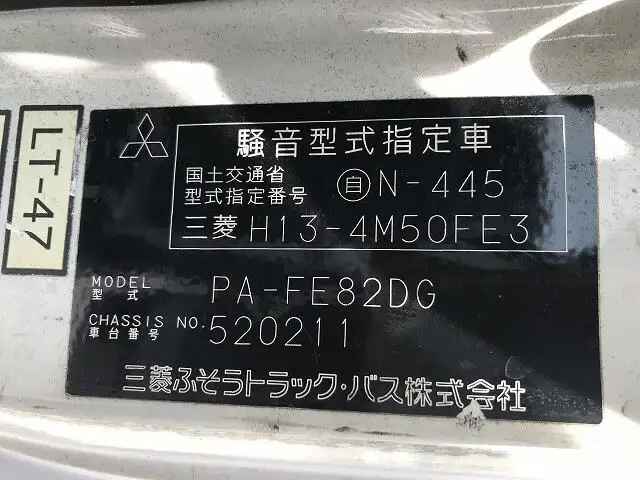 LT-47
騒音型式指定車
国土交通省
型式指定番号 自N-445
三菱 H13-4M50FE3
MODEL
型式 PA-FE82DG
CHASSIS NO.
車台番号 520211
三菱ふそうトラック・バス株式会社